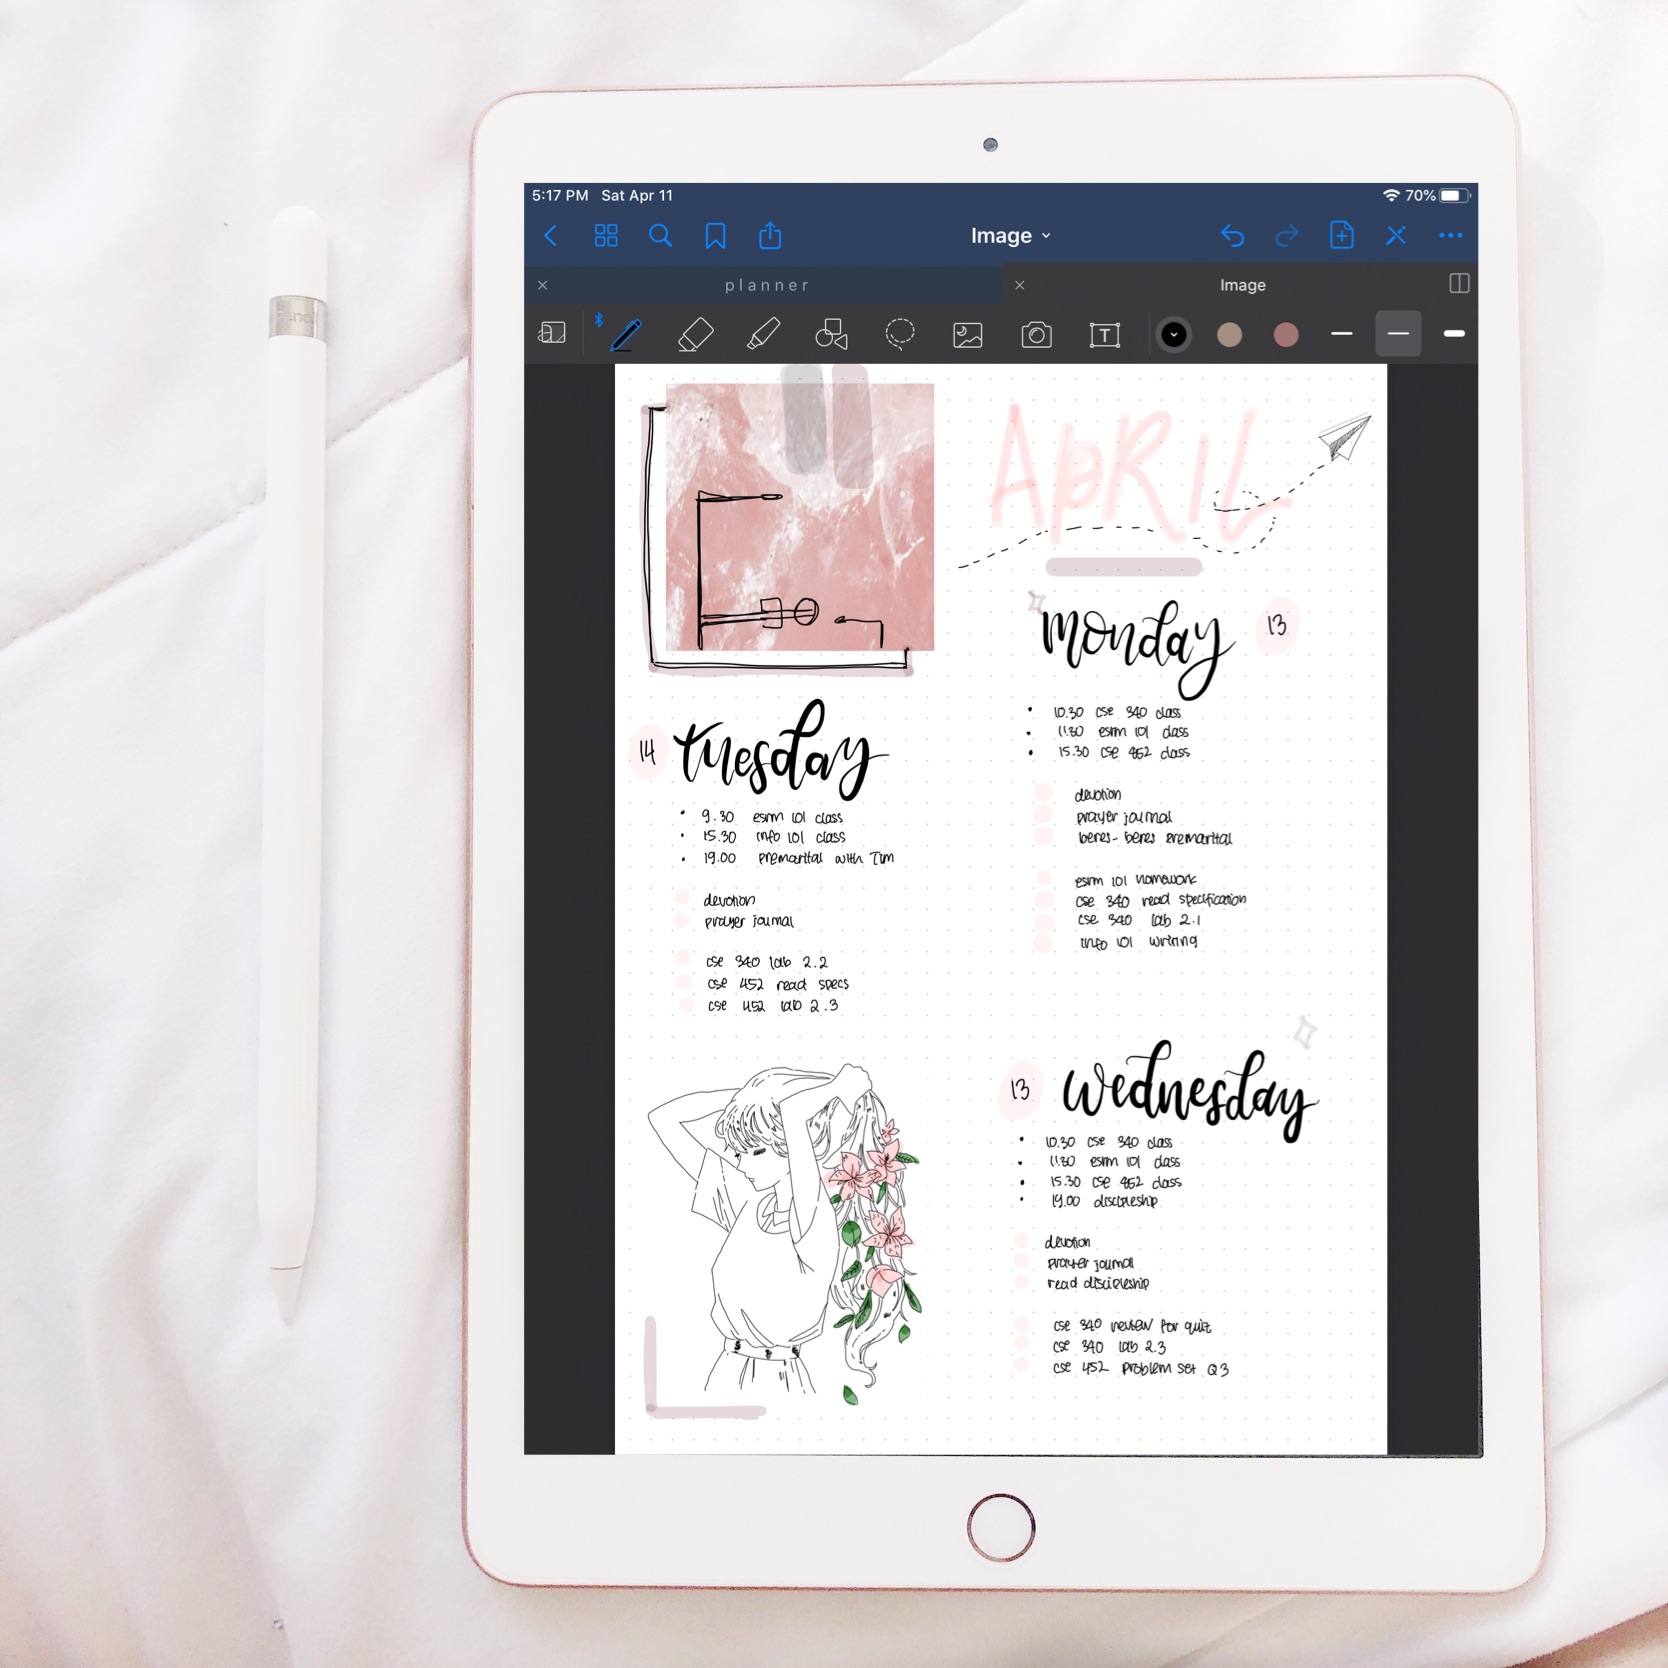 5:17 PM Sat Apr 11
70%
Image
planner
Image
T
APRIL
monday 13
10.30 cse 340 class
11.30 esrm 101 class
15.30 cse 452 class
devotion
prayer journal
beres-beres premarital
esrm 101 homework
cse 340 read specification
cse 340 lab 2.1
info 101 writing
14 tuesday
9.30 esrm 101 class
15.30 info 101 class
19.00 premarital with Tim
devotion
prayer journal
cse 340 lab 2.2
cse 452 read specs
cse 452 lab 2.3
13 wednesday
10.30 cse 340 class
11.30 esrm 101 class
15.30 cse 452 class
19.00 discipleship
devotion
prayer journal
read discipleship
cse 340 review for quiz
cse 340 lab 2.3
cse 452 problem set Q3